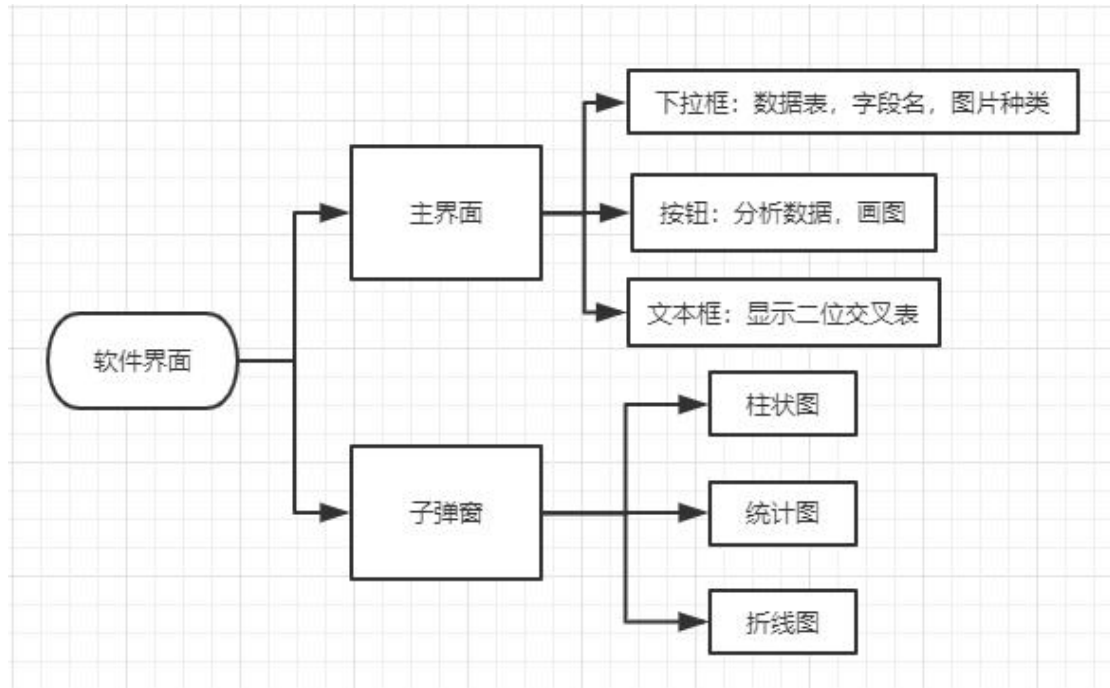 下拉框：数据表，字段名，图片种类
主界面
按钮：分析数据，画图
文本框：显示二位交叉表
软件界面
柱状图
子弹窗
统计图
折线图